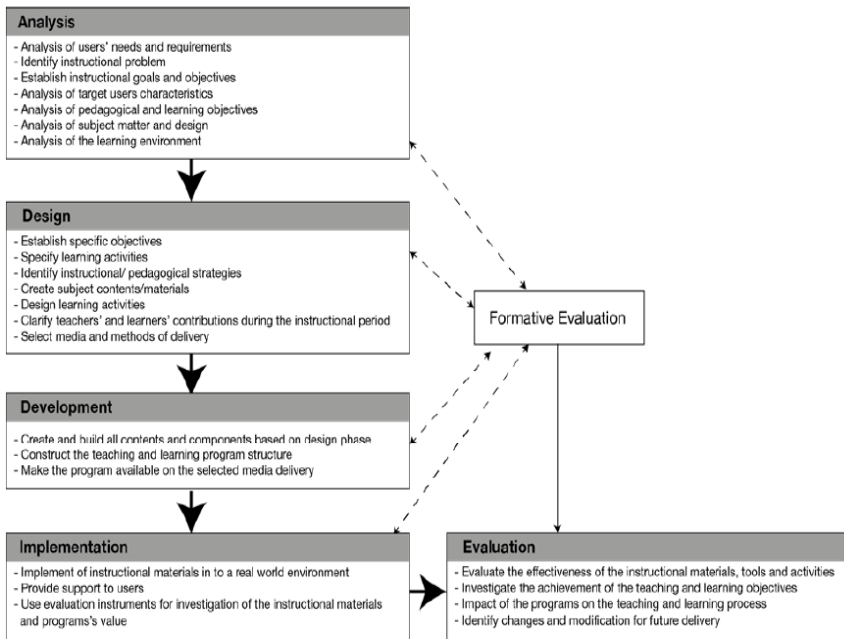 Analysis
- Analysis of users' needs and requirements
- Identify instructional problem
- Establish instructional goals and objectives
- Analysis of target users characteristics
- Analysis of pedagogical and learning objectives
- Analysis of subject matter and design
- Analysis of the learning environment
Design
- Establish specific objectives
- Specify learning activities
- Identify instructional/ pedagogical strategies
- Create subject contents/materials
- Design learning activities
- Clarify teachers' and learners' contributions during the instructional period
- Select media and methods of delivery
Formative Evaluation
Development
- Create and build all contents and components based on design phase
- Construct the teaching and learning program structure
- Make the program available on the selected media delivery
Implementation
- Implement of instructional materials in to a real world environment
- Provide support to users
- Use evaluation instruments for investigation of the instructional materials
and programs's value
Evaluation
- Evaluate the effectiveness of the instructional materials, tools and activities
- Investigate the achievement of the teaching and learning objectives
- Impact of the programs on the teaching and learning process
- Identify changes and modification for future delivery